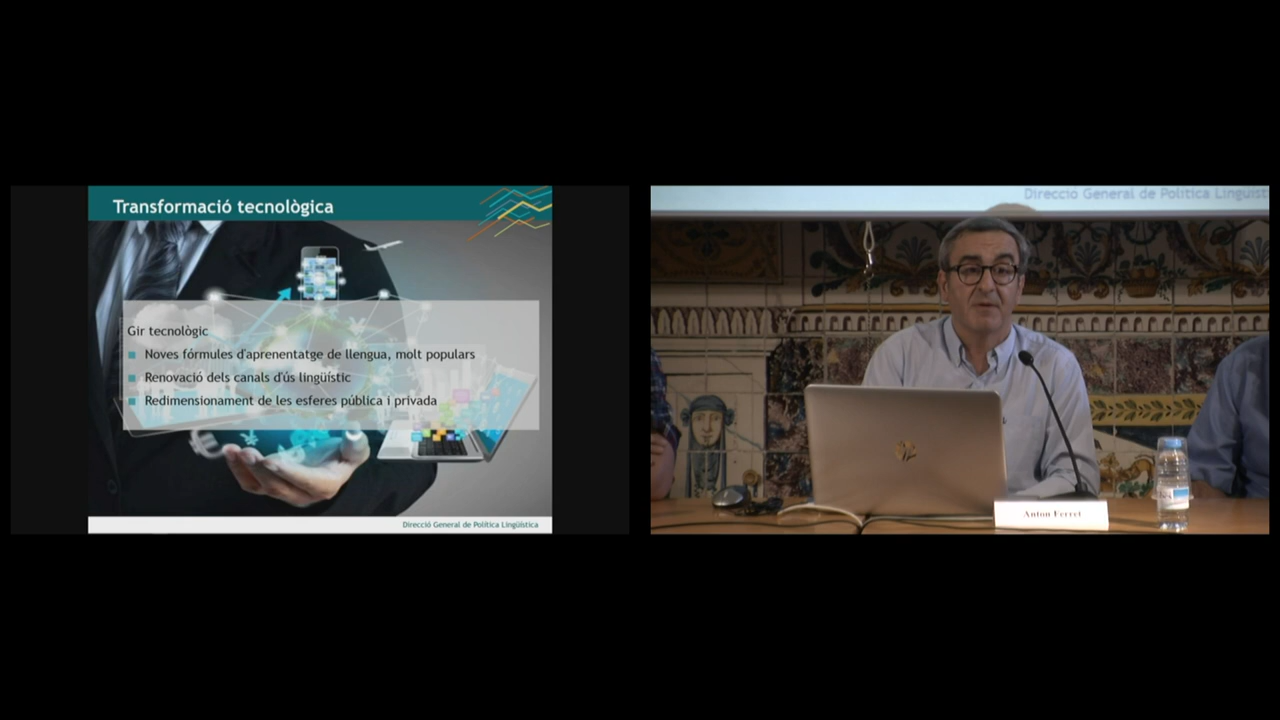 Transformació tecnològica
Gir tecnològic
Noves fórmules d'aprenentatge de llengua, molt populars
Renovació dels canals d'ús lingüístic
Redimensionament de les esferes pública i privada
Direcció General de Política Lingüística
Direcció General de Política Lingüíst
Anton Ferret